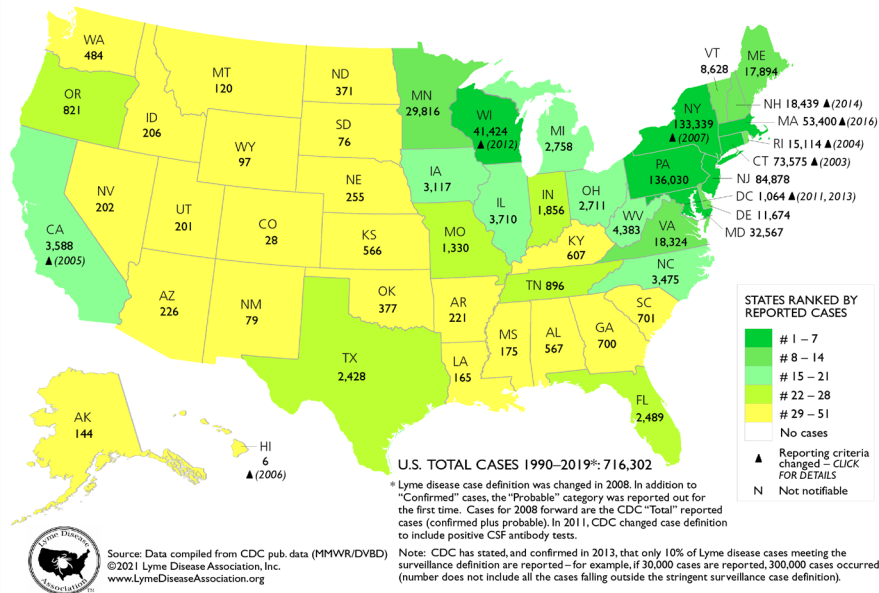 WA
484
OR
821
MT
120
ID
206
ND
371
SD
76
WY
97
MN
29,816
WI
41,424
▲(2012)
MI
2,758
VT
8,628
ME
17,894
NH 18,439 ▲(2014)
NY
133,339
▲(2007)
MA 53,400 ▲(2016)
RI 15,114 ▲(2004)
CT 73,575 ▲(2003)
PA
136,030
NJ 84,878
DC 1,064 ▲(2011, 2013)
DE 11,674
MD 32,567
NV
202
UT
201
CO
28
NE
255
IA
3,117
IL
3,710
IN
1,856
OH
2,711
WV
4,383
VA
18,324
CA
3,588
▲(2005)
KS
566
MO
1,330
KY
607
NC
3,475
TN 896
AZ
226
NM
79
OK
377
AR
221
SC
701
MS
175
AL
567
GA
700
TX
2,428
LA
165
FL
2,489
AK
144
HI
6
▲(2006)
STATES RANKED BY
REPORTED CASES
# 1 – 7
# 8 – 14
# 15 – 21
# 22 – 28
# 29 – 51
No cases
▲ Reporting criteria
changed – CLICK
FOR DETAILS
N Not notifiable
U.S. TOTAL CASES 1990–2019*: 716,302
* Lyme disease case definition was changed in 2008. In addition to
“Confirmed” cases, the “Probable” category was reported out for
the first time. Cases for 2008 forward are the CDC “Total” reported
cases (confirmed plus probable). In 2011, CDC changed case definition
to include positive CSF antibody tests.
Lyme Disease
Association
TM
Source: Data compiled from CDC pub. data (MMWR/DVBD)
©2021 Lyme Disease Association, Inc.
www.LymeDiseaseAssociation.org
Note: CDC has stated, and confirmed in 2013, that only 10% of Lyme disease cases meeting the
surveillance definition are reported – for example, if 30,000 cases are reported, 300,000 cases occurred
(number does not include all the cases falling outside the stringent surveillance case definition).